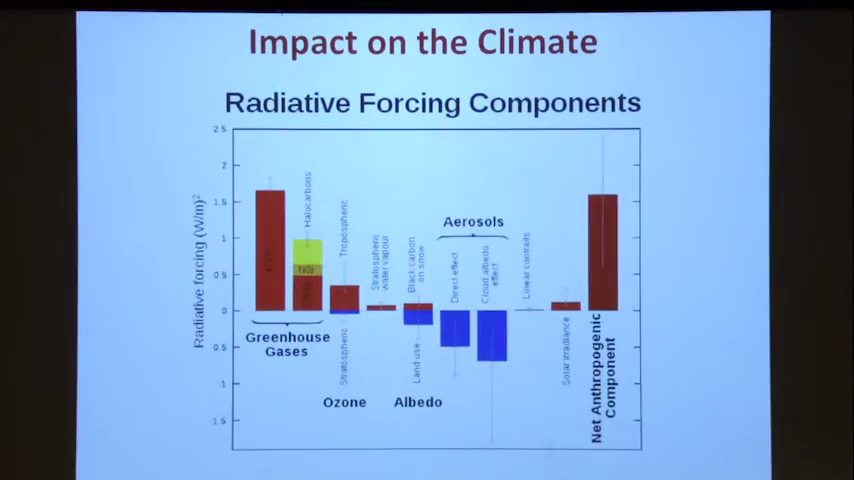 Impact on the Climate
Radiative Forcing Components
2.5
2
1.5
1
0.5
0
0.5
1
1.5
Radiative forcing (W/m)²
Halocarbons
NO₂
Greenhouse
Gases
Tropospheric
Stratospheric
Ozone
Stratospheric
water vapour
Black carbon
on snow
Land use
Albedo
Aerosols
Direct effect
Cloud albedo
effect
Linear contrails
Solar irradiance
Net Anthropogenic
Component